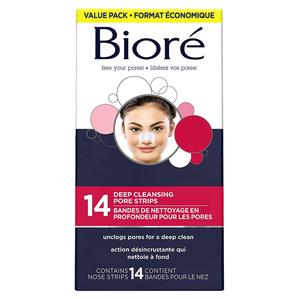 VALUE PACK • FORMAT ÉCONOMIQUE
Bioré
free your pores! • libérez vos pores!
14 DEEP CLEANSING
PORE STRIPS
BANDES DE NETTOYAGE EN
PROFONDEUR POUR LES PORES
unclogs pores for a deep clean
action désincrustante qui
nettoie à fond
CONTAINS 14 CONTIENT
NOSE STRIPS BANDES POUR LE NEZ